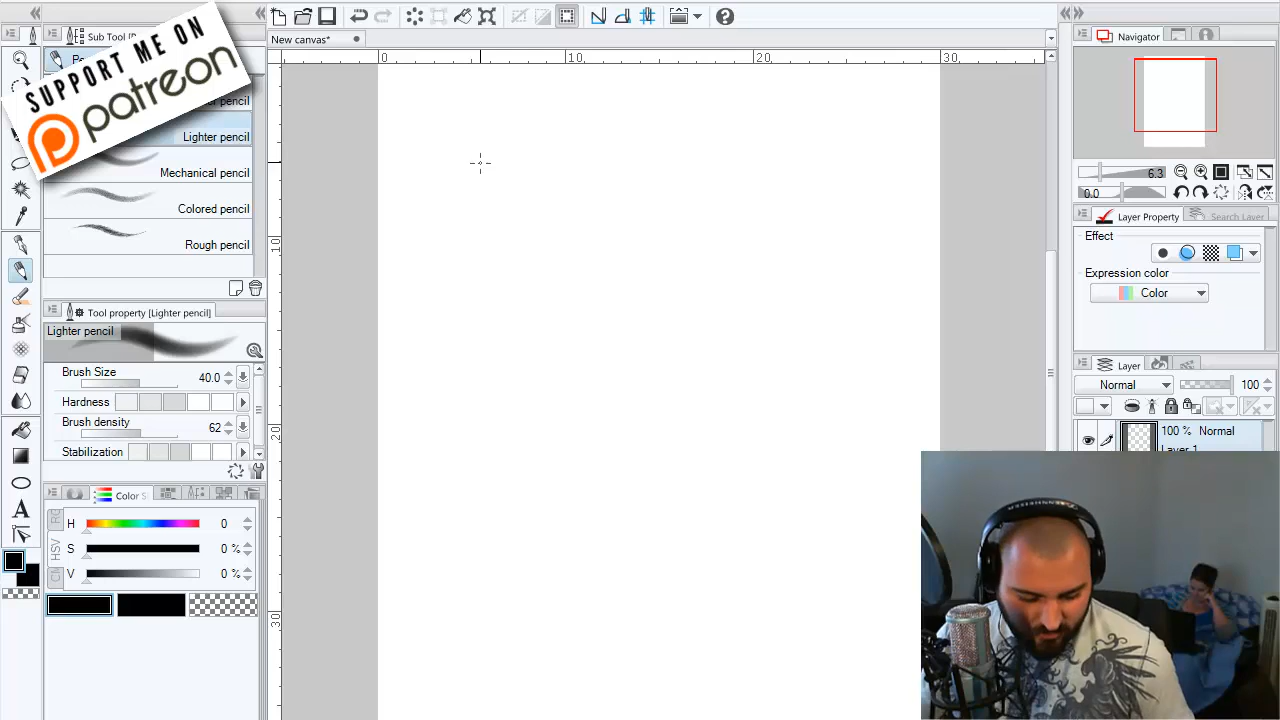 SUPPORT ME ON
patreon
Sub Tool
Lighter pencil
Mechanical pencil
Colored pencil
Rough pencil
Tool property [Lighter pencil]
Lighter pencil
Brush Size
40.0
Hardness
Brush density
62
Stabilization
Color
H
0
S
0 %
V
0 %
HSV
New canvas*
0
10
20
30
10
20
30
Navigator
6.3
0.0
Layer Property
Search Layer
Effect
Expression color
Color
Layer
Normal
100
100 % Normal
Layer 1
SENNHEISER